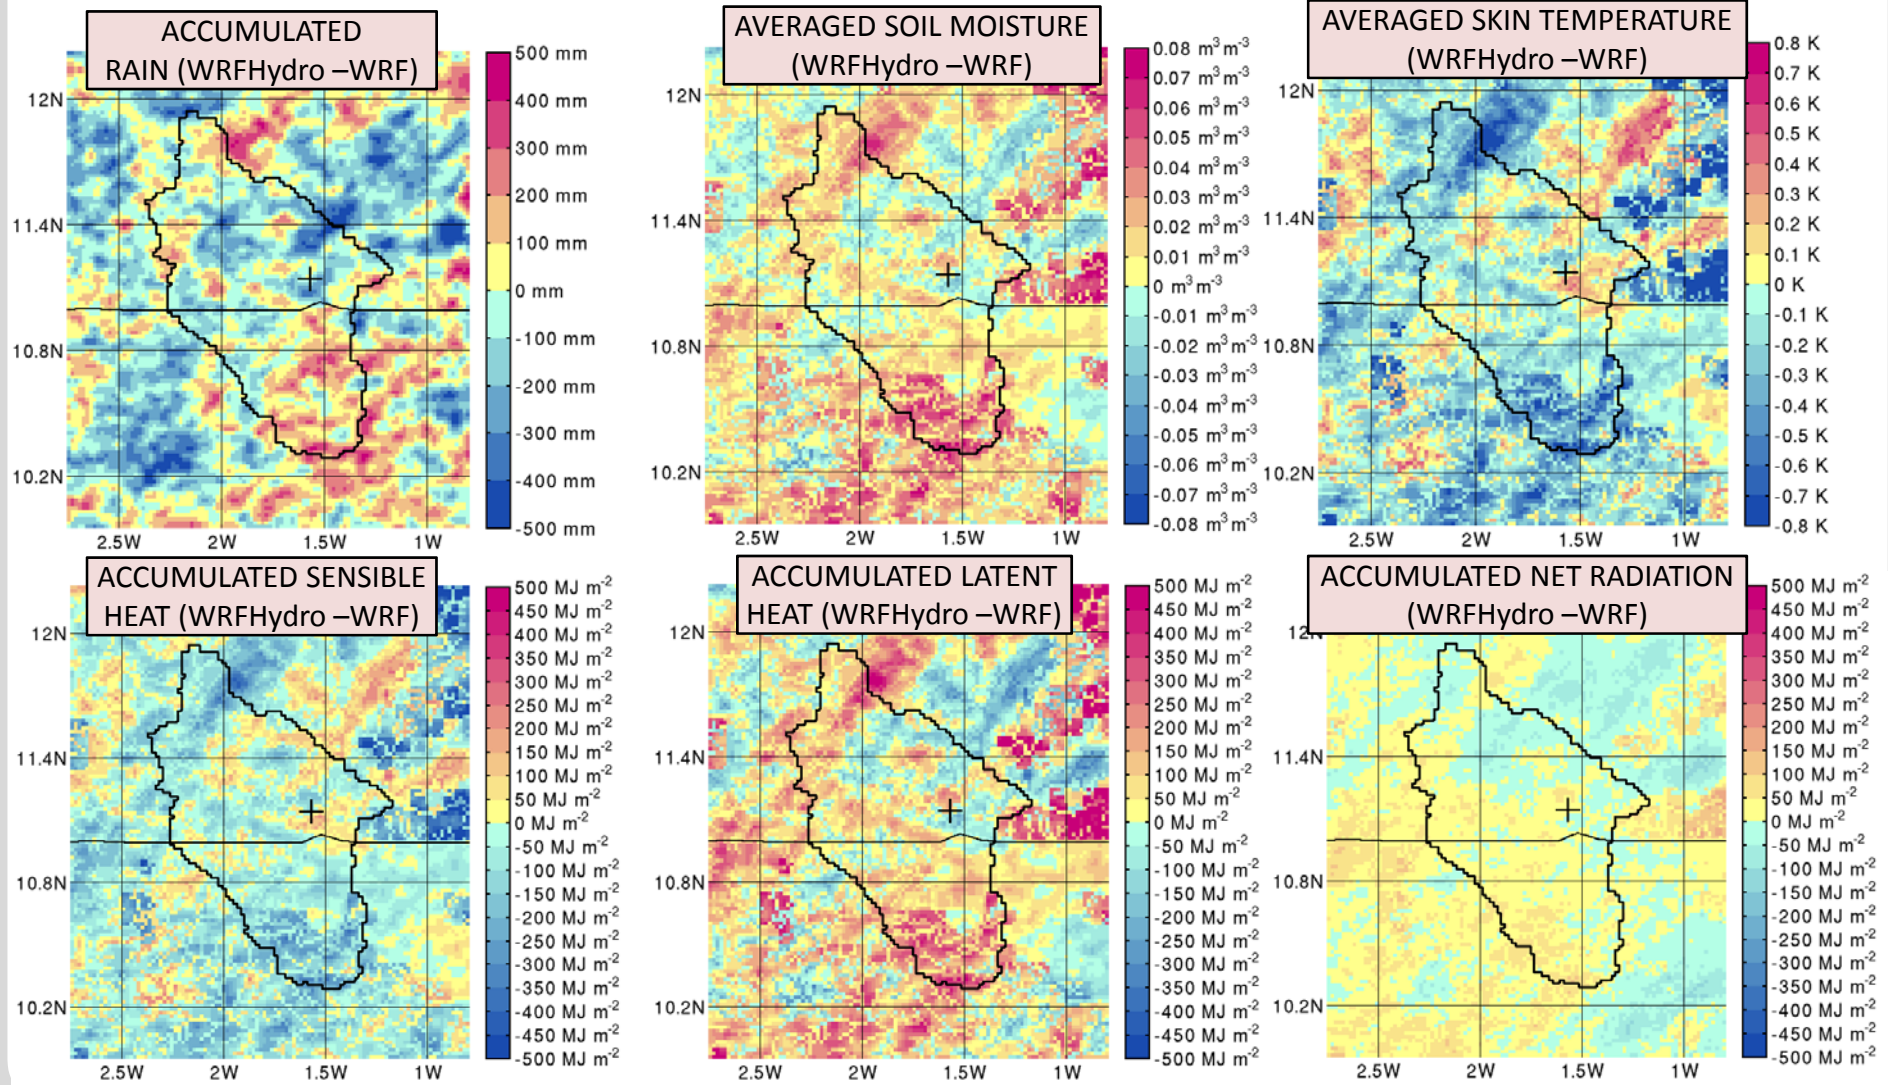 ACCUMULATED
RAIN (WRFHydro –WRF)
500 mm
400 mm
300 mm
200 mm
100 mm
0 mm
-100 mm
-200 mm
-300 mm
-400 mm
-500 mm
12N
11.4N
10.8N
10.2N
2.5W 2W 1.5W 1W
AVERAGED SOIL MOISTURE
(WRFHydro –WRF)
0.08 m³m⁻³
0.07 m³m⁻³
0.06 m³m⁻³
0.05 m³m⁻³
0.04 m³m⁻³
0.03 m³m⁻³
0.02 m³m⁻³
0.01 m³m⁻³
0 m³m⁻³
-0.01 m³m⁻³
-0.02 m³m⁻³
-0.03 m³m⁻³
-0.04 m³m⁻³
-0.05 m³m⁻³
-0.06 m³m⁻³
-0.07 m³m⁻³
-0.08 m³m⁻³
12N
11.4N
10.8N
10.2N
2.5W 2W 1.5W 1W
AVERAGED SKIN TEMPERATURE
(WRFHydro –WRF)
0.8 K
0.7 K
0.6 K
0.5 K
0.4 K
0.3 K
0.2 K
0.1 K
0 K
-0.1 K
-0.2 K
-0.3 K
-0.4 K
-0.5 K
-0.6 K
-0.7 K
-0.8 K
12N
11.4N
10.8N
10.2N
2.5W 2W 1.5W 1W
ACCUMULATED SENSIBLE
HEAT (WRFHydro –WRF)
500 MJ m⁻²
450 MJ m⁻²
400 MJ m⁻²
350 MJ m⁻²
300 MJ m⁻²
250 MJ m⁻²
200 MJ m⁻²
150 MJ m⁻²
100 MJ m⁻²
50 MJ m⁻²
0 MJ m⁻²
-50 MJ m⁻²
-100 MJ m⁻²
-150 MJ m⁻²
-200 MJ m⁻²
-250 MJ m⁻²
-300 MJ m⁻²
-350 MJ m⁻²
-400 MJ m⁻²
-450 MJ m⁻²
-500 MJ m⁻²
12N
11.4N
10.8N
10.2N
2.5W 2W 1.5W 1W
ACCUMULATED LATENT
HEAT (WRFHydro –WRF)
500 MJ m⁻²
450 MJ m⁻²
400 MJ m⁻²
350 MJ m⁻²
300 MJ m⁻²
250 MJ m⁻²
200 MJ m⁻²
150 MJ m⁻²
100 MJ m⁻²
50 MJ m⁻²
0 MJ m⁻²
-50 MJ m⁻²
-100 MJ m⁻²
-150 MJ m⁻²
-200 MJ m⁻²
-250 MJ m⁻²
-300 MJ m⁻²
-350 MJ m⁻²
-400 MJ m⁻²
-450 MJ m⁻²
-500 MJ m⁻²
12N
11.4N
10.8N
10.2N
2.5W 2W 1.5W 1W
ACCUMULATED NET RADIATION
(WRFHydro –WRF)
500 MJ m⁻²
450 MJ m⁻²
400 MJ m⁻²
350 MJ m⁻²
300 MJ m⁻²
250 MJ m⁻²
200 MJ m⁻²
150 MJ m⁻²
100 MJ m⁻²
50 MJ m⁻²
0 MJ m⁻²
-50 MJ m⁻²
-100 MJ m⁻²
-150 MJ m⁻²
-200 MJ m⁻²
-250 MJ m⁻²
-300 MJ m⁻²
-350 MJ m⁻²
-400 MJ m⁻²
-450 MJ m⁻²
-500 MJ m⁻²
12N
11.4N
10.8N
10.2N
2.5W 2W 1.5W 1W